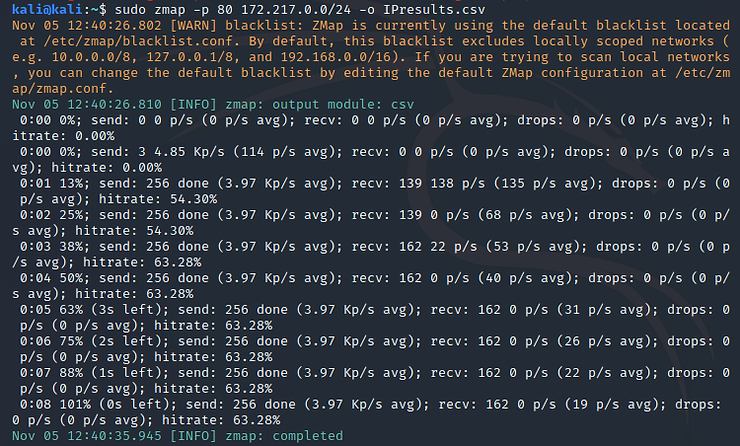 kali@kali:~$ sudo zmap -p 80 172.217.0.0/24 -o IPresults.csv
Nov 05 12:40:26.802 [WARN] blacklist: ZMap is currently using the default blacklist located
 at /etc/zmap/blacklist.conf. By default, this blacklist excludes locally scoped networks (
e.g. 10.0.0.0/8, 127.0.0.1/8, and 192.168.0.0/16). If you are trying to scan local networks
, you can change the default blacklist by editing the default ZMap configuration at /etc/zm
ap/zmap.conf.
Nov 05 12:40:26.810 [INFO] zmap: output module: csv
 0:00 0%; send: 0 0 p/s (0 p/s avg); recv: 0 0 p/s (0 p/s avg); drops: 0 p/s (0 p/s avg); h
itrate: 0.00%
 0:00 0%; send: 3 4.85 Kp/s (114 p/s avg); recv: 0 0 p/s (0 p/s avg); drops: 0 p/s (0 p/s a
vg); hitrate: 0.00%
 0:01 13%; send: 256 done (3.97 Kp/s avg); recv: 139 138 p/s (135 p/s avg); drops: 0 p/s (0
 p/s avg); hitrate: 54.30%
 0:02 25%; send: 256 done (3.97 Kp/s avg); recv: 139 0 p/s (68 p/s avg); drops: 0 p/s (0 p/
s avg); hitrate: 54.30%
 0:03 38%; send: 256 done (3.97 Kp/s avg); recv: 162 22 p/s (53 p/s avg); drops: 0 p/s (0 p
/s avg); hitrate: 63.28%
 0:04 50%; send: 256 done (3.97 Kp/s avg); recv: 162 0 p/s (40 p/s avg); drops: 0 p/s (0 p/
s avg); hitrate: 63.28%
 0:05 63% (3s left); send: 256 done (3.97 Kp/s avg); recv: 162 0 p/s (31 p/s avg); drops: 0
 p/s (0 p/s avg); hitrate: 63.28%
 0:06 75% (2s left); send: 256 done (3.97 Kp/s avg); recv: 162 0 p/s (26 p/s avg); drops: 0
 p/s (0 p/s avg); hitrate: 63.28%
 0:07 88% (1s left); send: 256 done (3.97 Kp/s avg); recv: 162 0 p/s (22 p/s avg); drops: 0
 p/s (0 p/s avg); hitrate: 63.28%
 0:08 101% (0s left); send: 256 done (3.97 Kp/s avg); recv: 162 0 p/s (19 p/s avg); drops:
0 p/s (0 p/s avg); hitrate: 63.28%
Nov 05 12:40:35.945 [INFO] zmap: completed